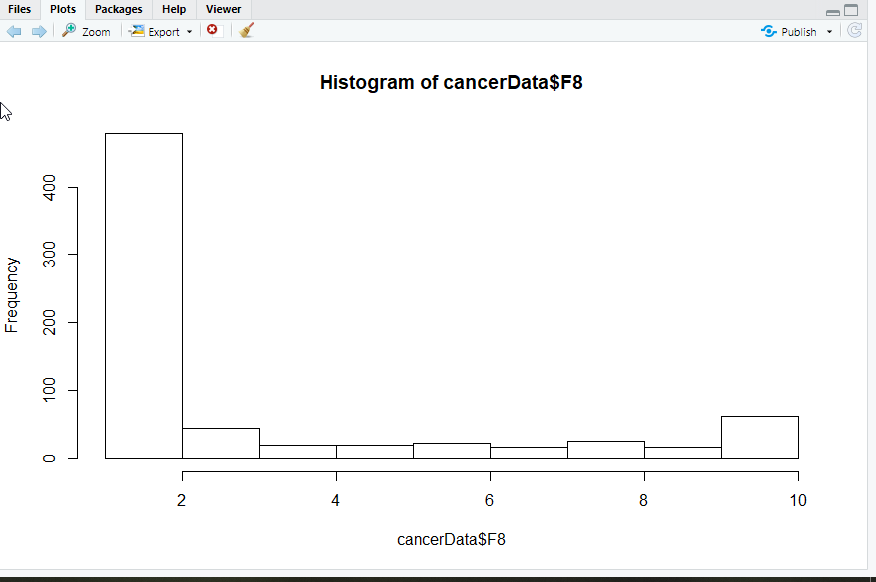 Files Plots Packages Help Viewer
Zoom Export Publish
Histogram of cancerData$F8
Frequency
0 100 200 300 400
2 4 6 8 10
cancerData$F8